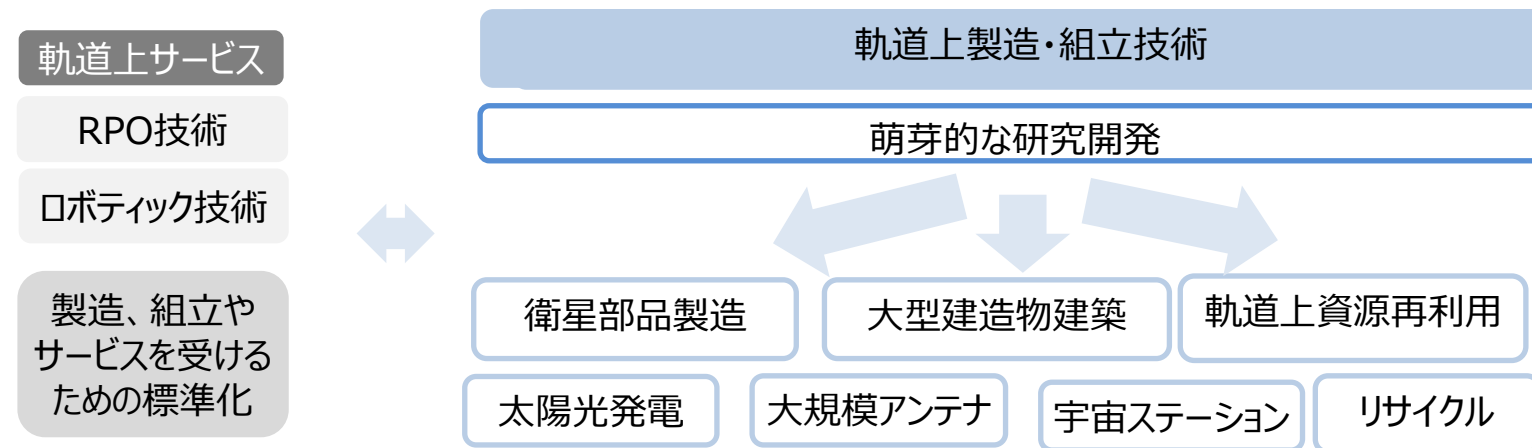 軌道上サービス
RPO技術
ロボティック技術
製造、組立や
サービスを受ける
ための標準化
軌道上製造・組立技術
萌芽的な研究開発
衛星部品製造
大型建造物建築
軌道上資源再利用
太陽光発電
大規模アンテナ
宇宙ステーション
リサイクル